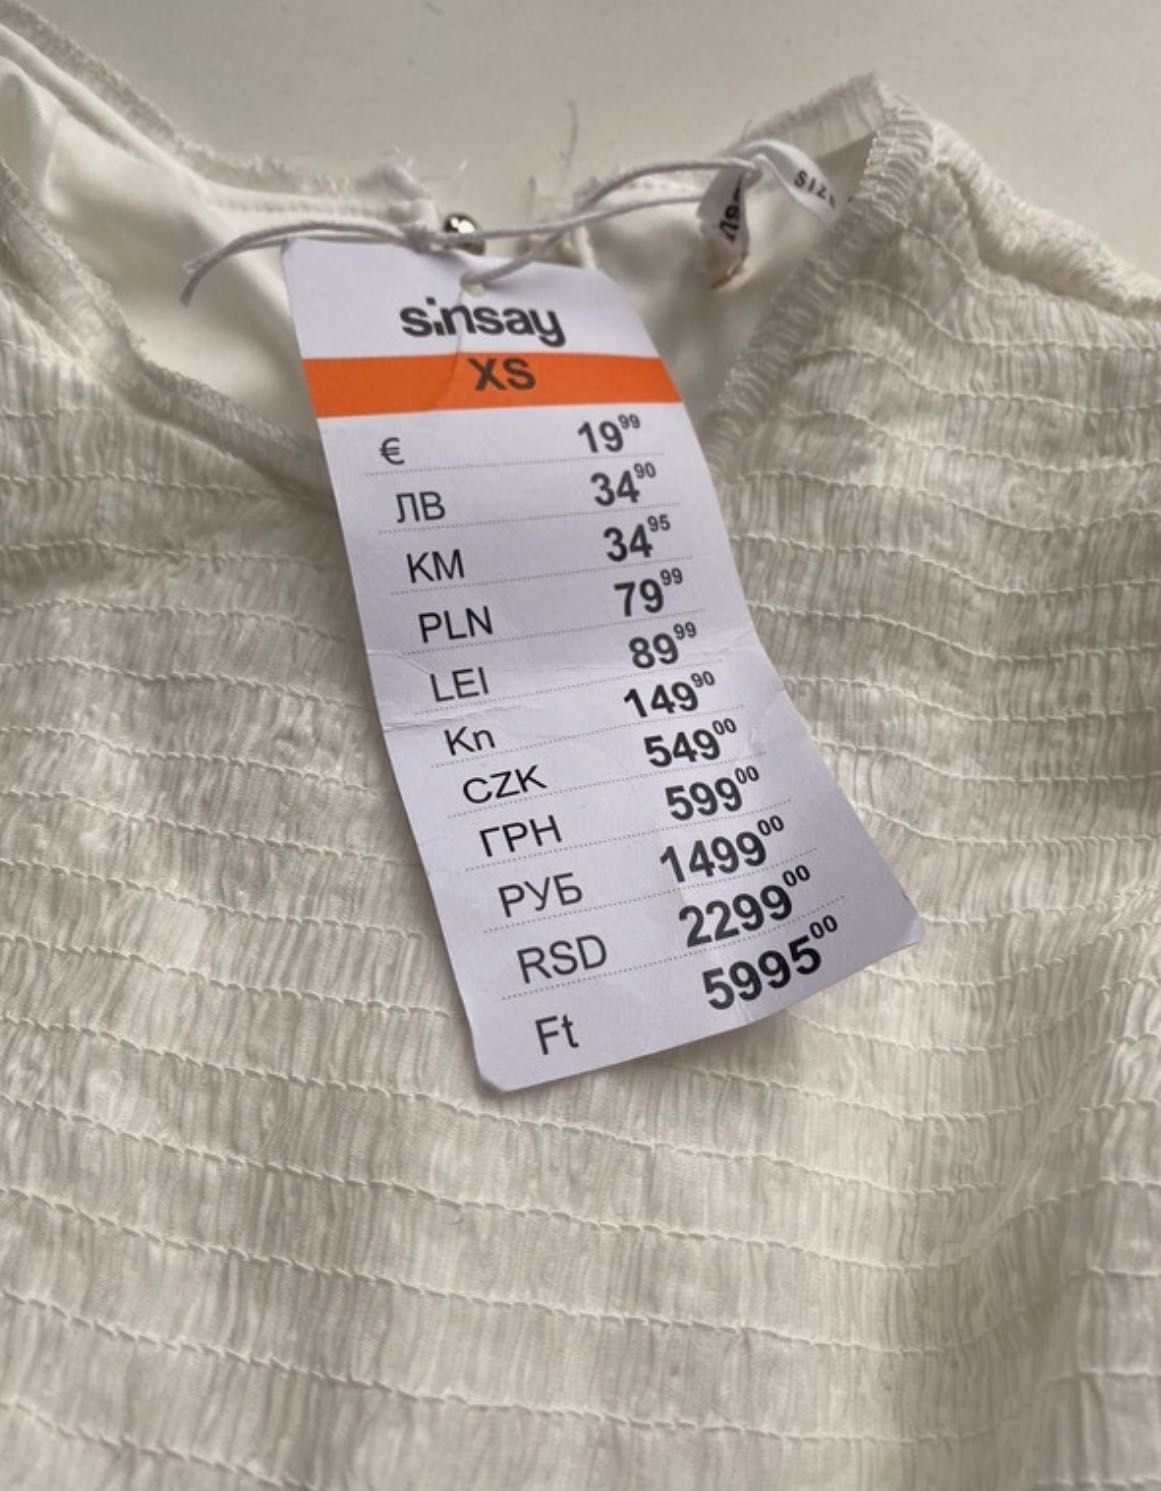 sinsay
XS
€ 19⁹⁹
ЛВ 34⁹⁰
KM 34⁹⁵
PLN 79⁹⁹
LEI 89⁹⁹
Kn 149⁹⁰
CZK 549⁰⁰
ГРН 599⁰⁰
РУБ 1499⁰⁰
RSD 2299⁰⁰
Ft 5995⁰⁰